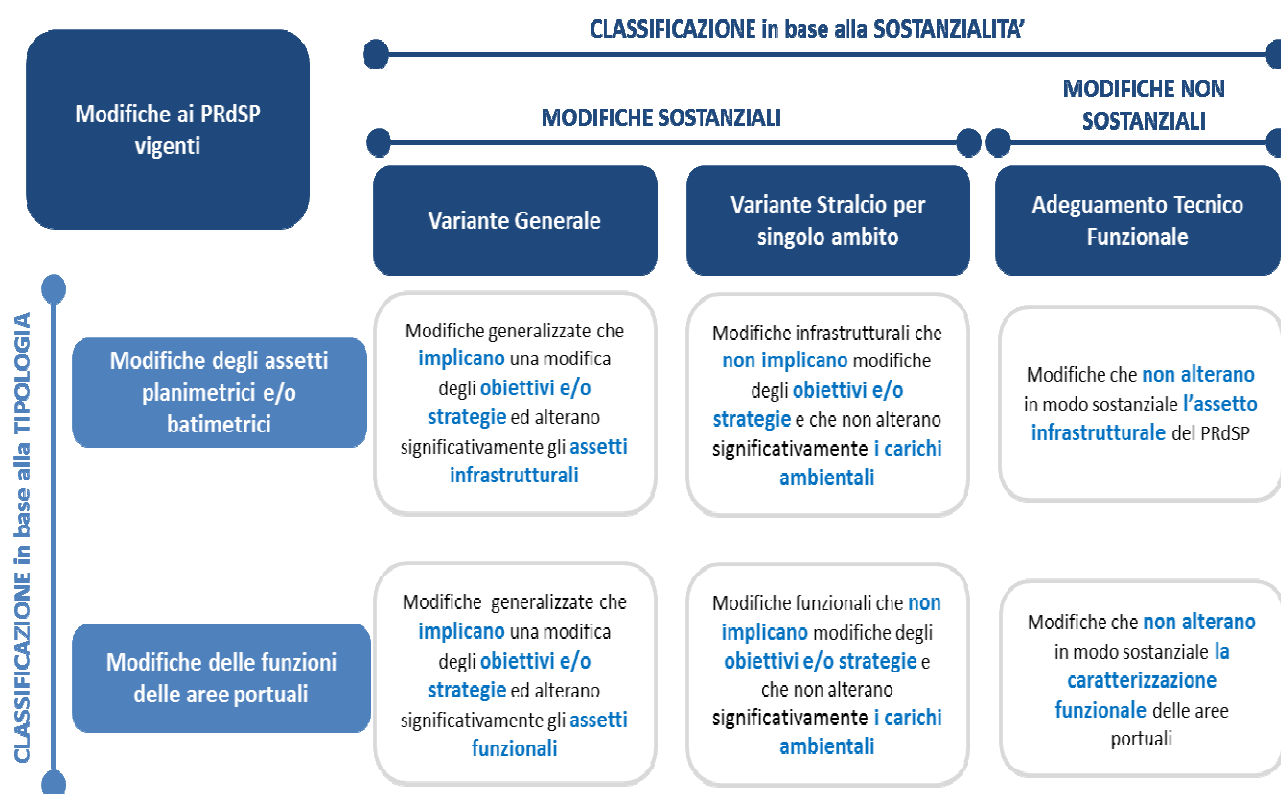 CLASSIFICAZIONE in base alla SOSTANZIALITA’
Modifiche ai PRdSP
vigenti
MODIFICHE SOSTANZIALI
MODIFICHE NON
SOSTANZIALI
Variante Generale
Variante Stralcio per
singolo ambito
Adeguamento Tecnico
Funzionale
CLASSIFICAZIONE in base alla TIPOLOGIA
Modifiche degli assetti
planimetrici e/o
batimetrici
Modifiche generalizzate che
implicano una modifica
degli obiettivi e/o
strategie ed alterano
significativamente gli assetti
infrastrutturali
Modifiche infrastrutturali che
non implicano modifiche
degli obiettivi e/o
strategie e che non alterano
significativamente i carichi
ambientali
Modifiche che non alterano
in modo sostanziale l’assetto
infrastrutturale del PRdSP
Modifiche delle funzioni
delle aree portuali
Modifiche generalizzate che
implicano una modifica
degli obiettivi e/o
strategie ed alterano
significativamente gli assetti
funzionali
Modifiche funzionali che non
implicano modifiche degli
obiettivi e/o strategie e
che non alterano
significativamente i carichi
ambientali
Modifiche che non alterano
in modo sostanziale la
caratterizzazione
funzionale delle aree
portuali